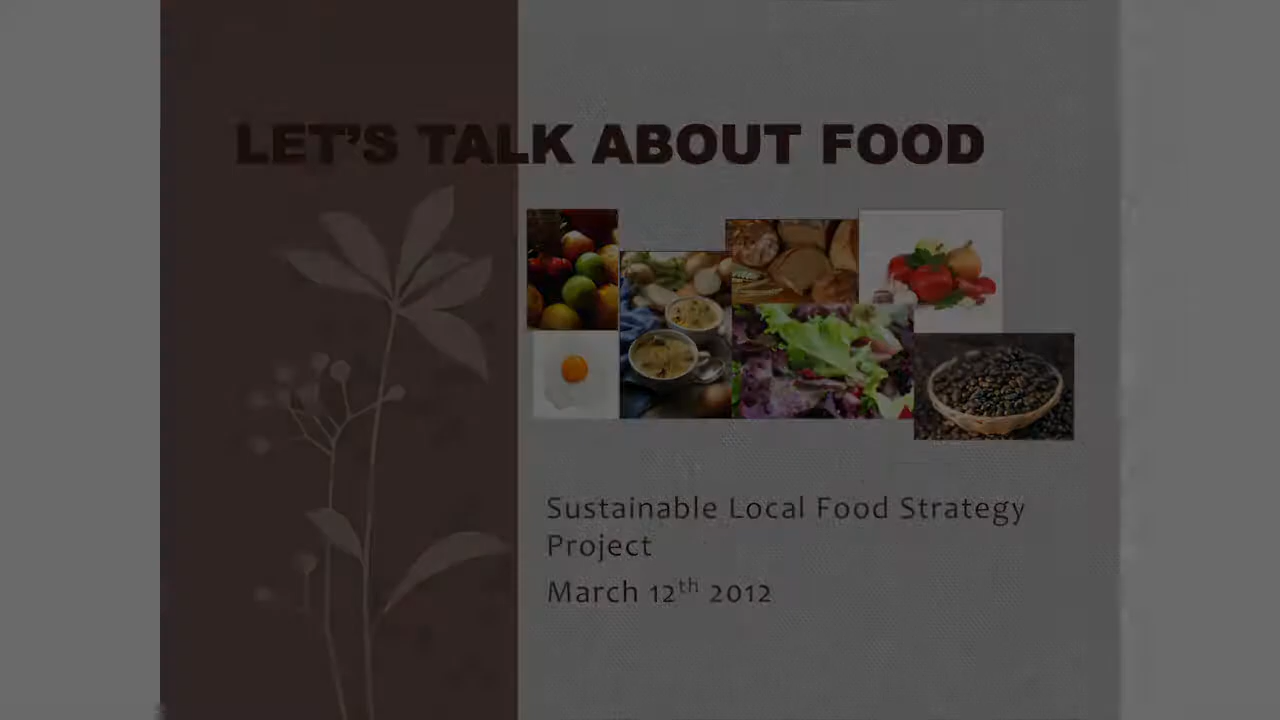 LET'S TALK ABOUT FOOD
Sustainable Local Food Strategy
Project
March 12th 2012